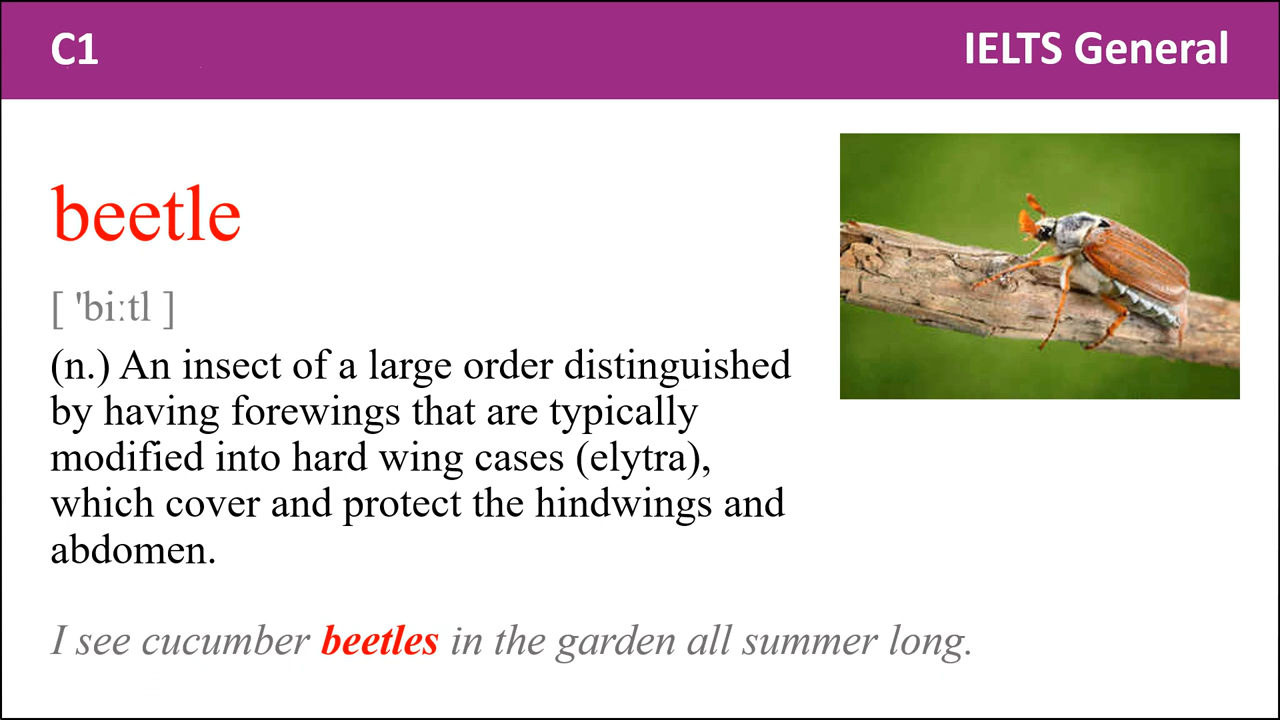 C1
IELTS General
beetle
[ 'biːtl ]
(n.) An insect of a large order distinguished
by having forewings that are typically
modified into hard wing cases (elytra),
which cover and protect the hindwings and
abdomen.
I see cucumber beetles in the garden all summer long.